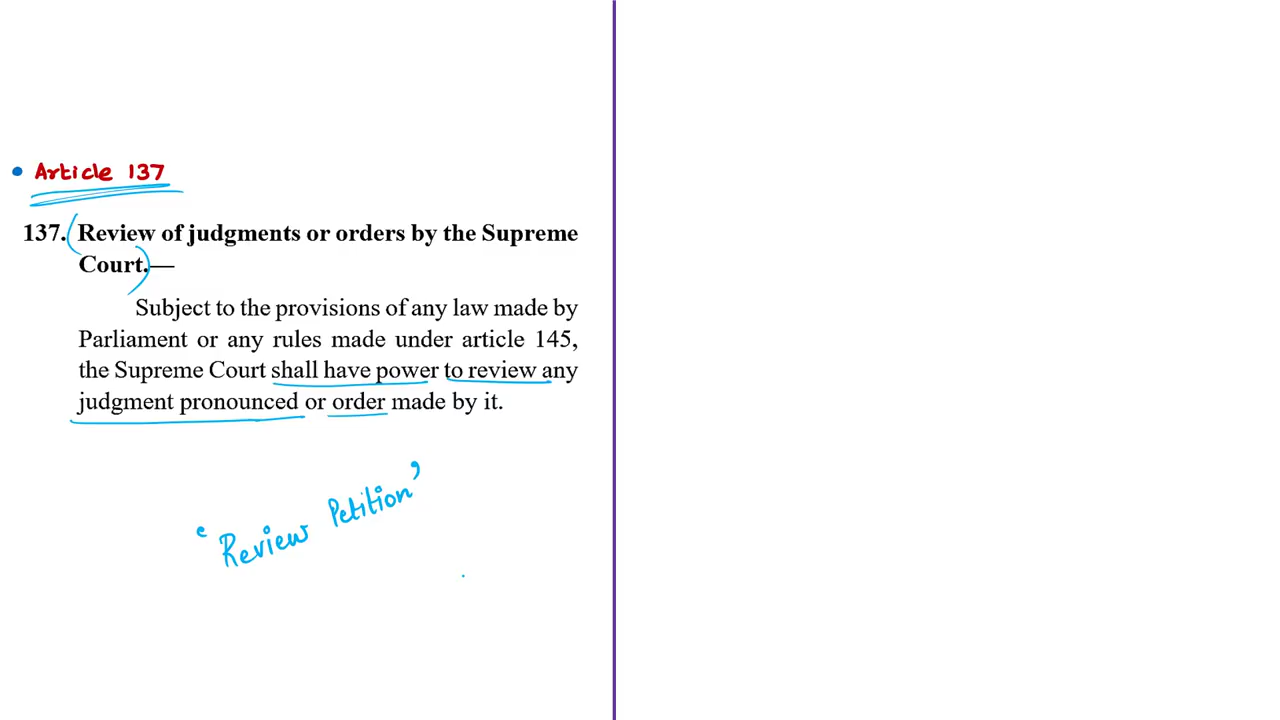 • Article 137
137. Review of judgments or orders by the Supreme
Court.—
Subject to the provisions of any law made by
Parliament or any rules made under article 145,
the Supreme Court shall have power to review any
judgment pronounced or order made by it.
‘Review Petition’